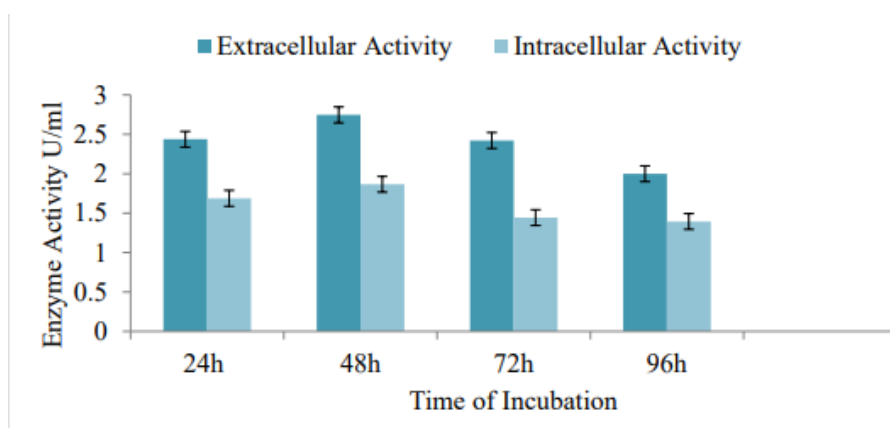 Extracellular Activity Intracellular Activity
Enzyme Activity U/ml
3
2.5
2
1.5
1
0.5
0
24h 48h 72h 96h
Time of Incubation